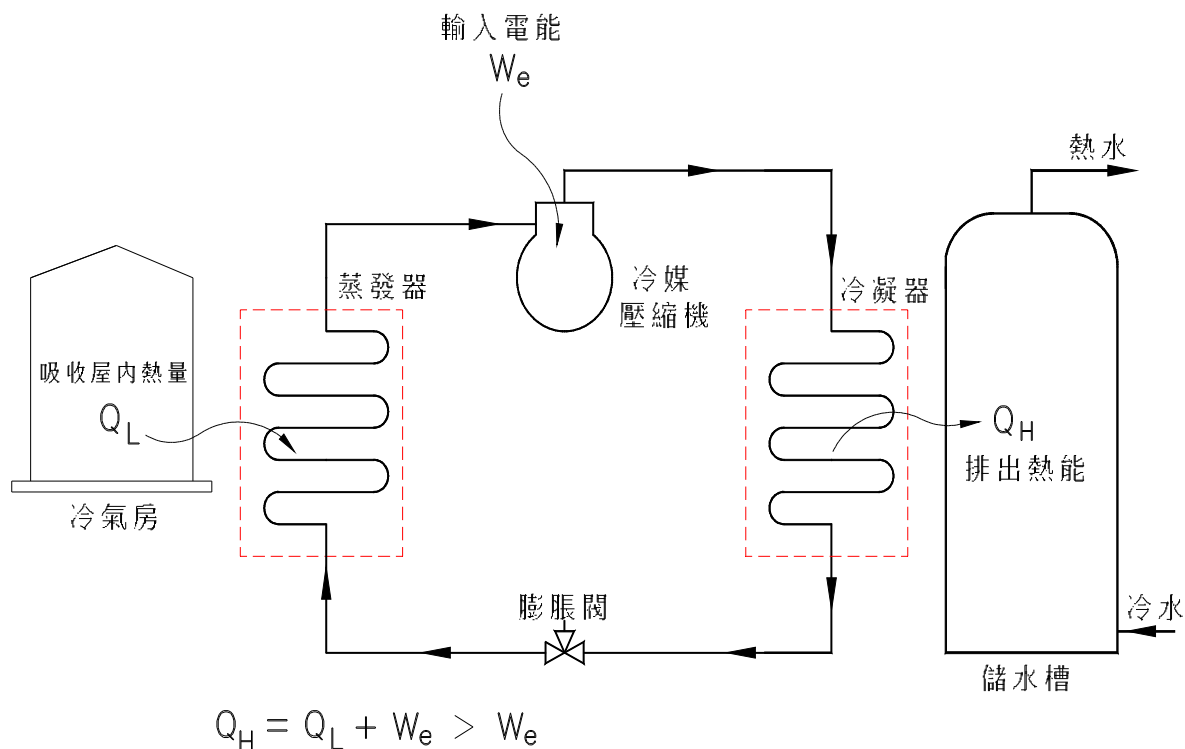 輸入電能
We
熱水
蒸發器
冷媒
壓縮機
冷凝器
吸收屋內熱量
QL
QH
排出熱能
冷氣房
膨脹閥
冷水
儲水槽
QH = QL + We > We